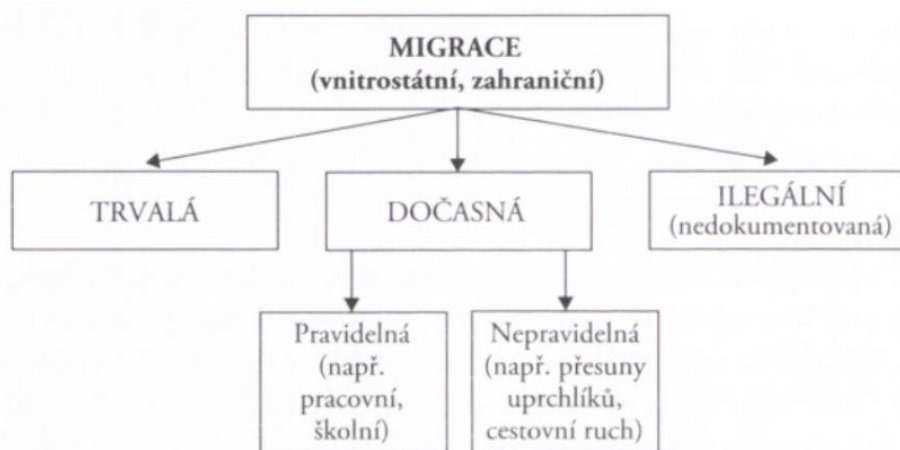 MIGRACE
(vnitrostátní, zahraniční)
TRVALÁ
DOČASNÁ
ILEGÁLNÍ
(nedokumentovaná)
Pravidelná
(např.
pracovní,
školní)
Nepravidelná
(např. přesuny
uprchlíků,
cestovní ruch)